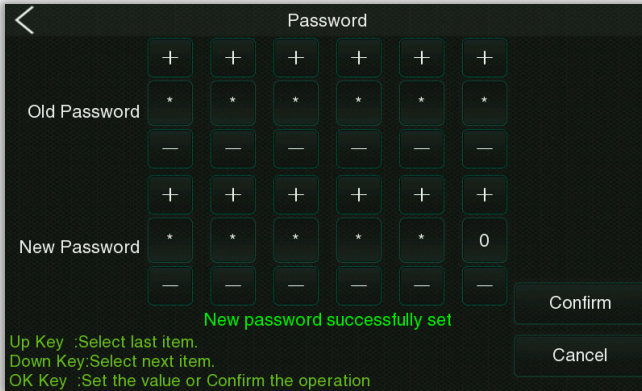 Password
+ + + + + +
Old Password * * * * * *
— — — — — —
+ + + + + +
New Password * * * * * 0
— — — — — —
New password successfully set
Confirm
Up Key :Select last item.
Down Key:Select next item.
Cancel
OK Key :Set the value or Confirm the operation